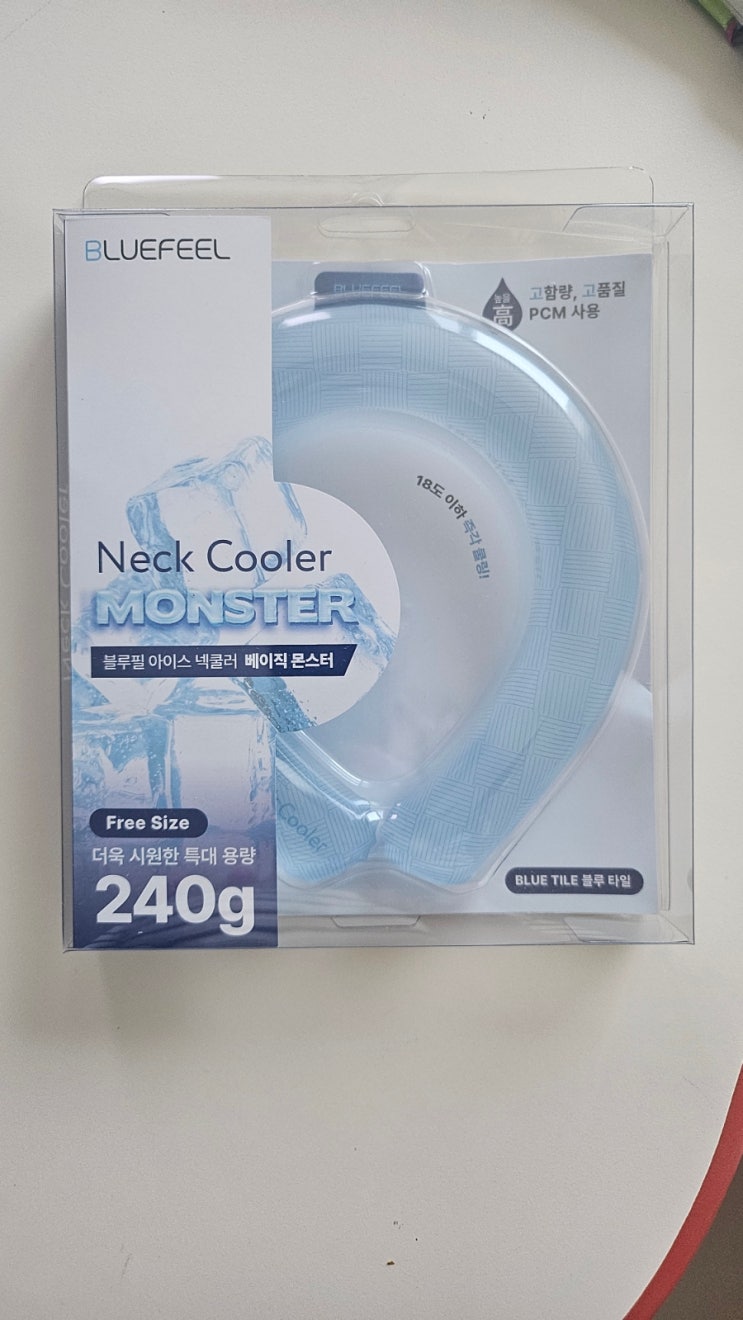 BLUEFEEL
BLUEFEEL
높을
高
고함량, 고품질
PCM 사용
18도 이하 즉각 쿨링!
Neck Cooler
MONSTER
블루필 아이스 넥쿨러 베이직 몬스터
Neck Cooler
Free Size
더욱 시원한 특대 용량
240g
Cooler
BLUE TILE 블루 타일